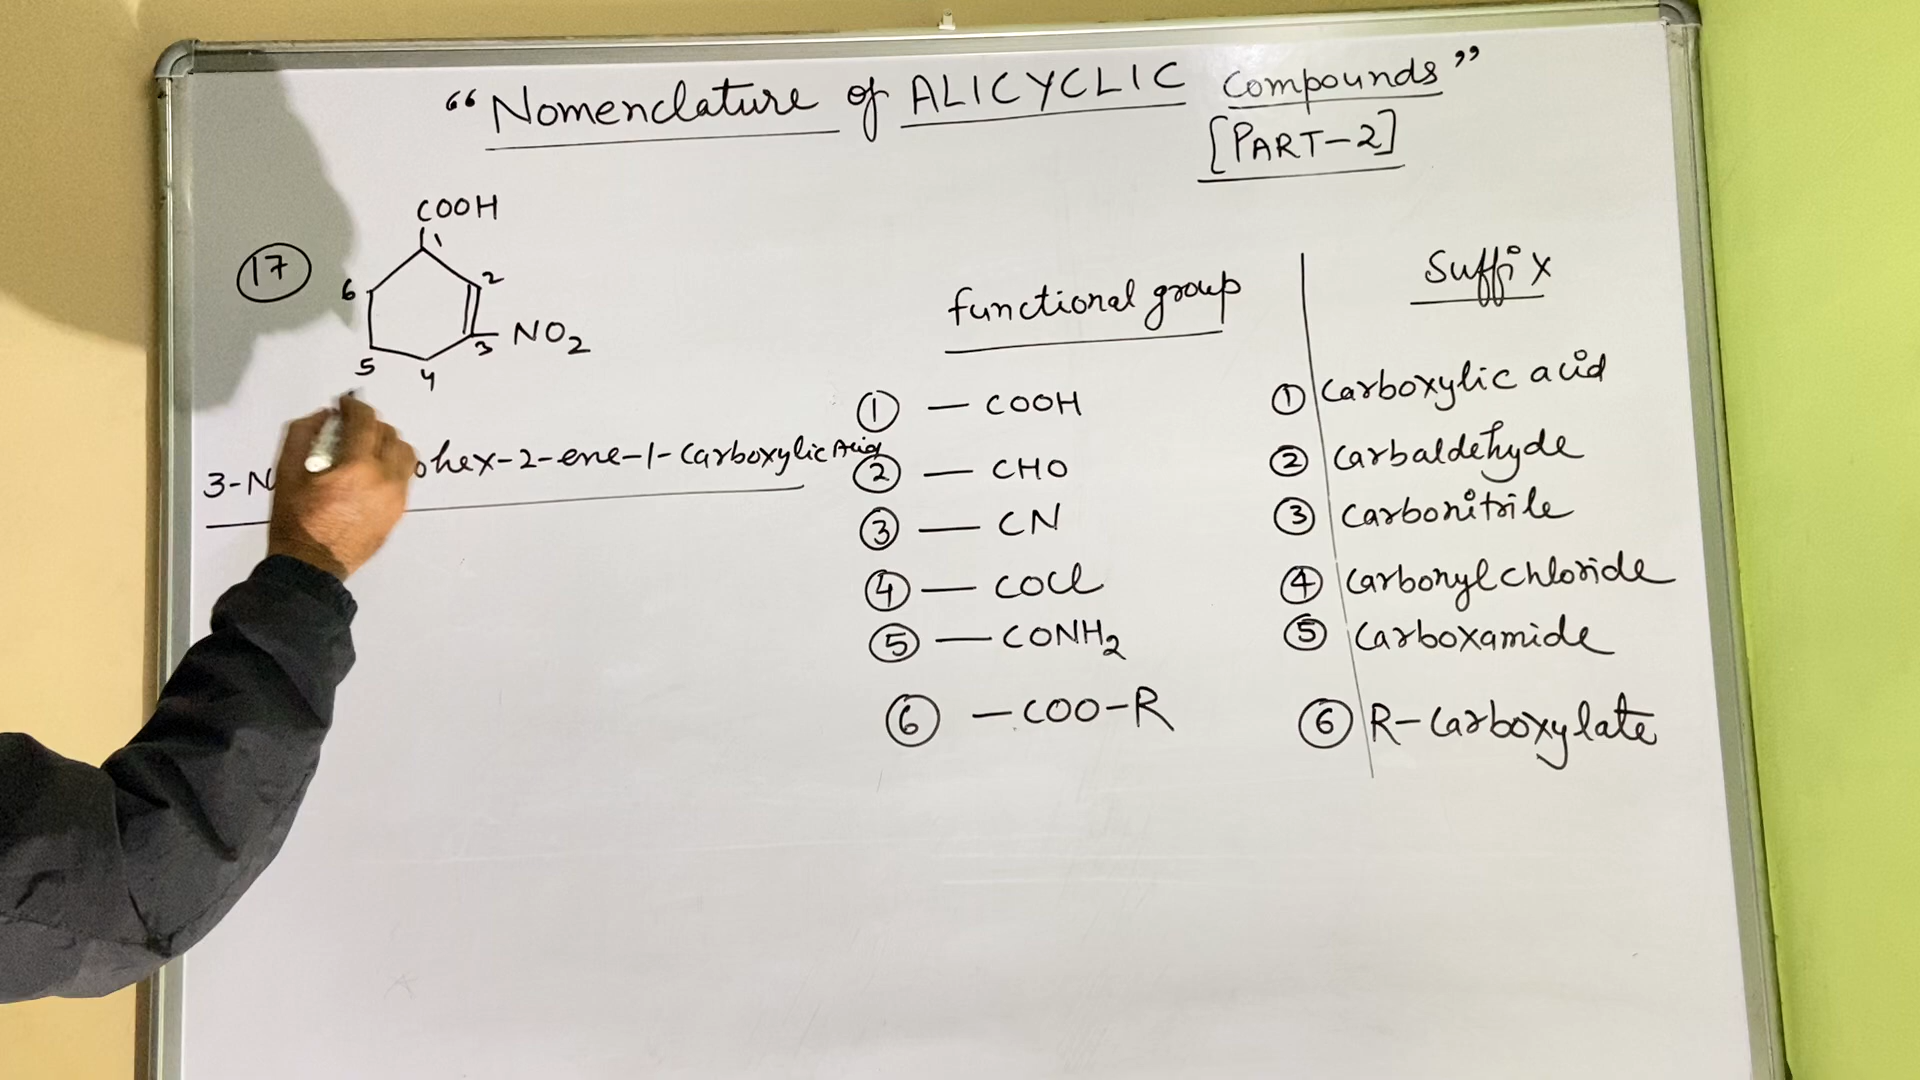 “Nomenclature of ALICYCLIC Compounds”
[PART-2]
17
COOH
1
2
3
4
5
6
NO2
3-N ohex-2-ene-1-Carboxylic Acid
functional group
① — COOH
② — CHO
③ — CN
④ — COCl
⑤ — CONH2
⑥ — COO-R
Suffix
① Carboxylic acid
② Carbaldehyde
③ Carbonitrile
④ Carbonyl chloride
⑤ Carboxamide
⑥ R-Carboxylate